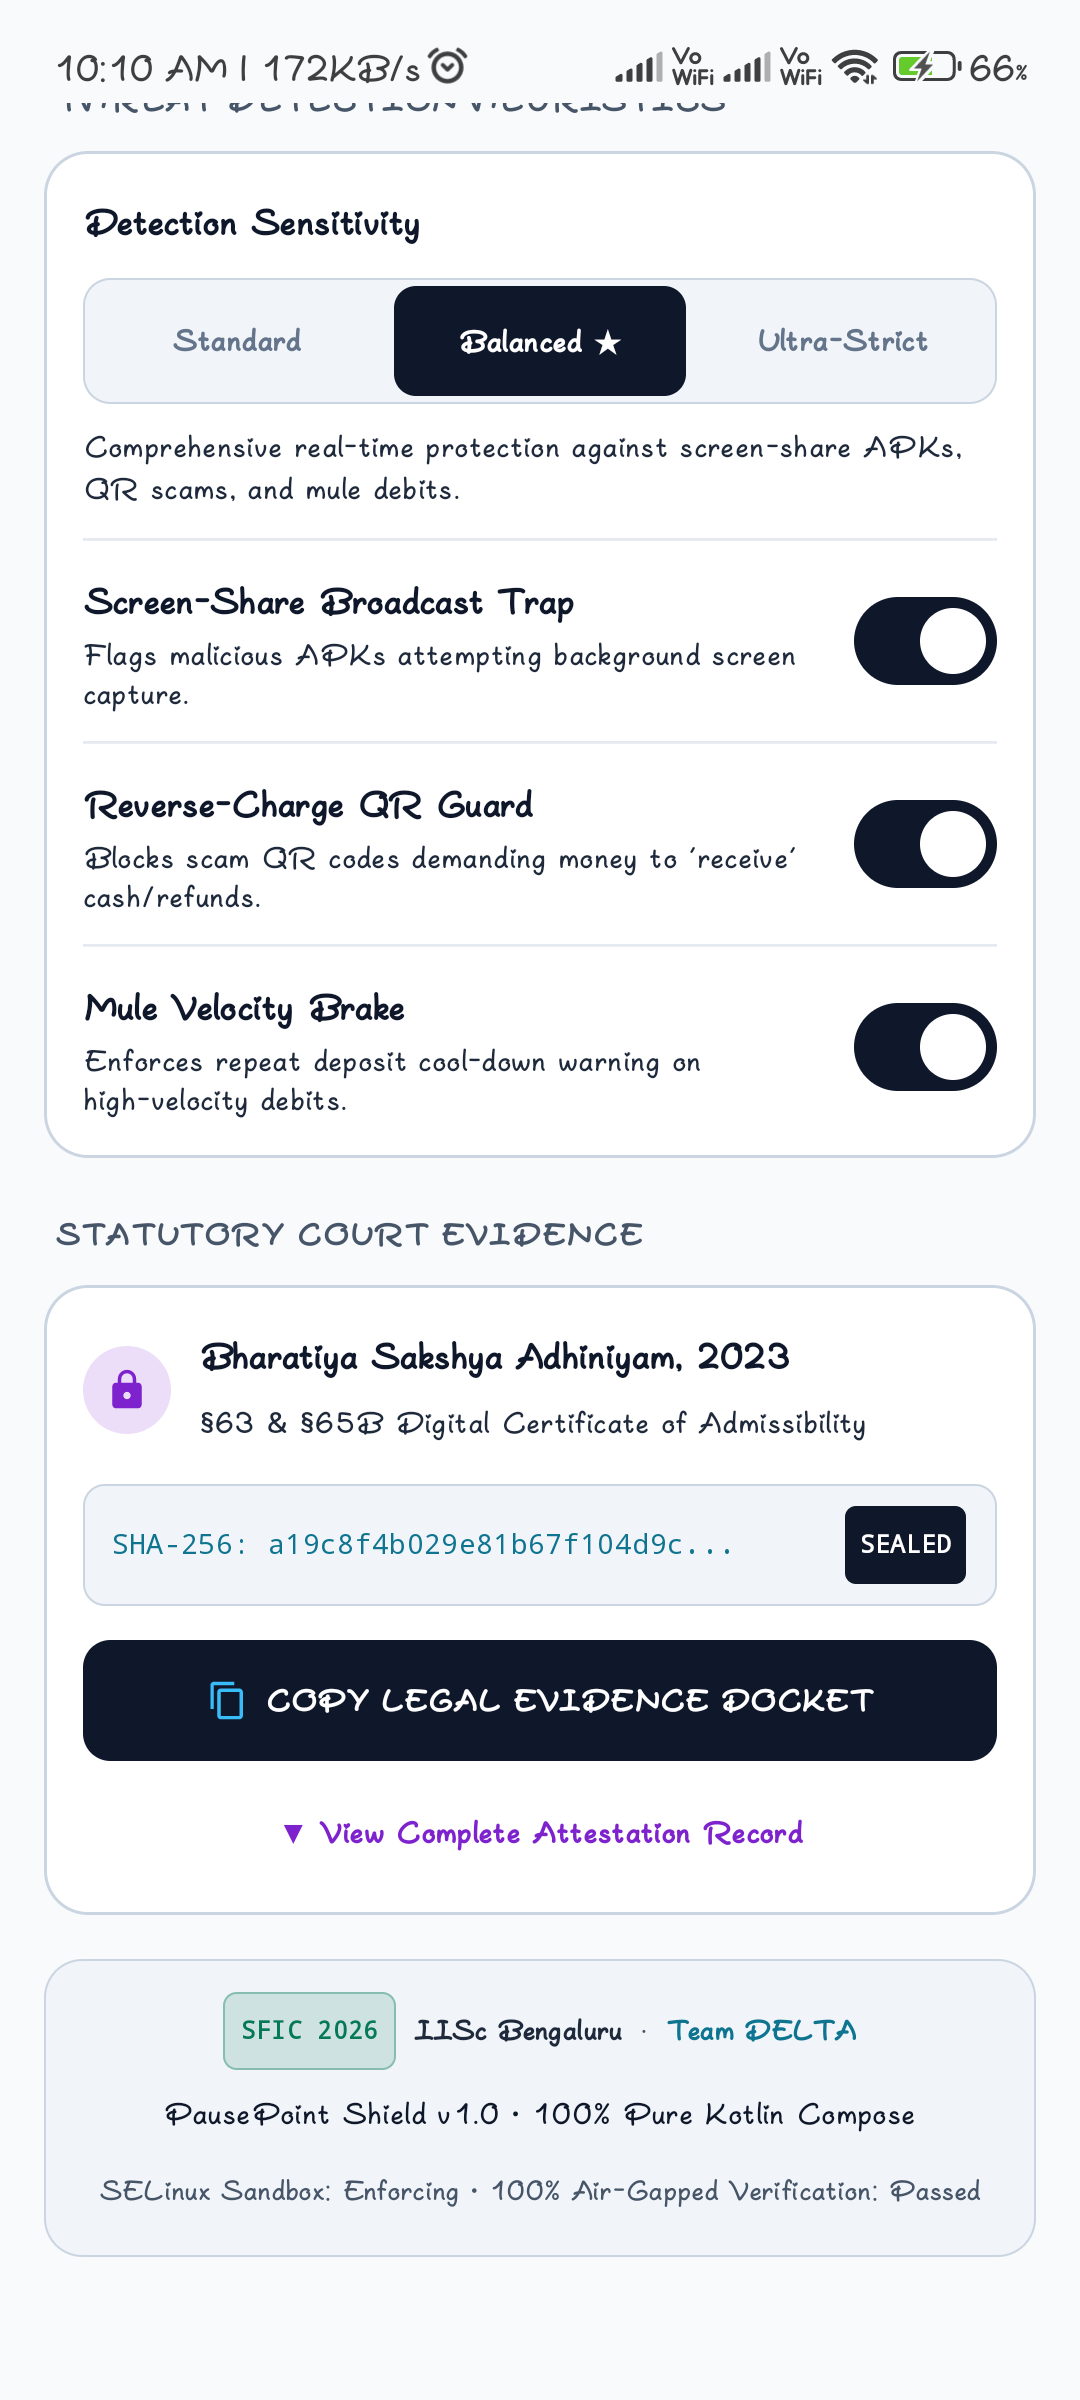 10:10 AM | 172KB/s Vo WiFi Vo WiFi 66%
THREAT DETECTION HEURISTICS
Detection Sensitivity
Standard Balanced ★ Ultra-Strict
Comprehensive real-time protection against screen-share APKs,
QR scams, and mule debits.
Screen-Share Broadcast Trap
Flags malicious APKs attempting background screen
capture.
Reverse-Charge QR Guard
Blocks scam QR codes demanding money to 'receive'
cash/refunds.
Mule Velocity Brake
Enforces repeat deposit cool-down warning on
high-velocity debits.
STATUTORY COURT EVIDENCE
Bharatiya Sakshya Adhiniyam, 2023
§63 & §65B Digital Certificate of Admissibility
SHA-256: a19c8f4b029e81b67f104d9c... SEALED
COPY LEGAL EVIDENCE DOCKET
▼ View Complete Attestation Record
SFIC 2026 IISc Bengaluru · Team DELTA
PausePoint Shield v1.0 • 100% Pure Kotlin Compose
SELinux Sandbox: Enforcing • 100% Air-Gapped Verification: Passed